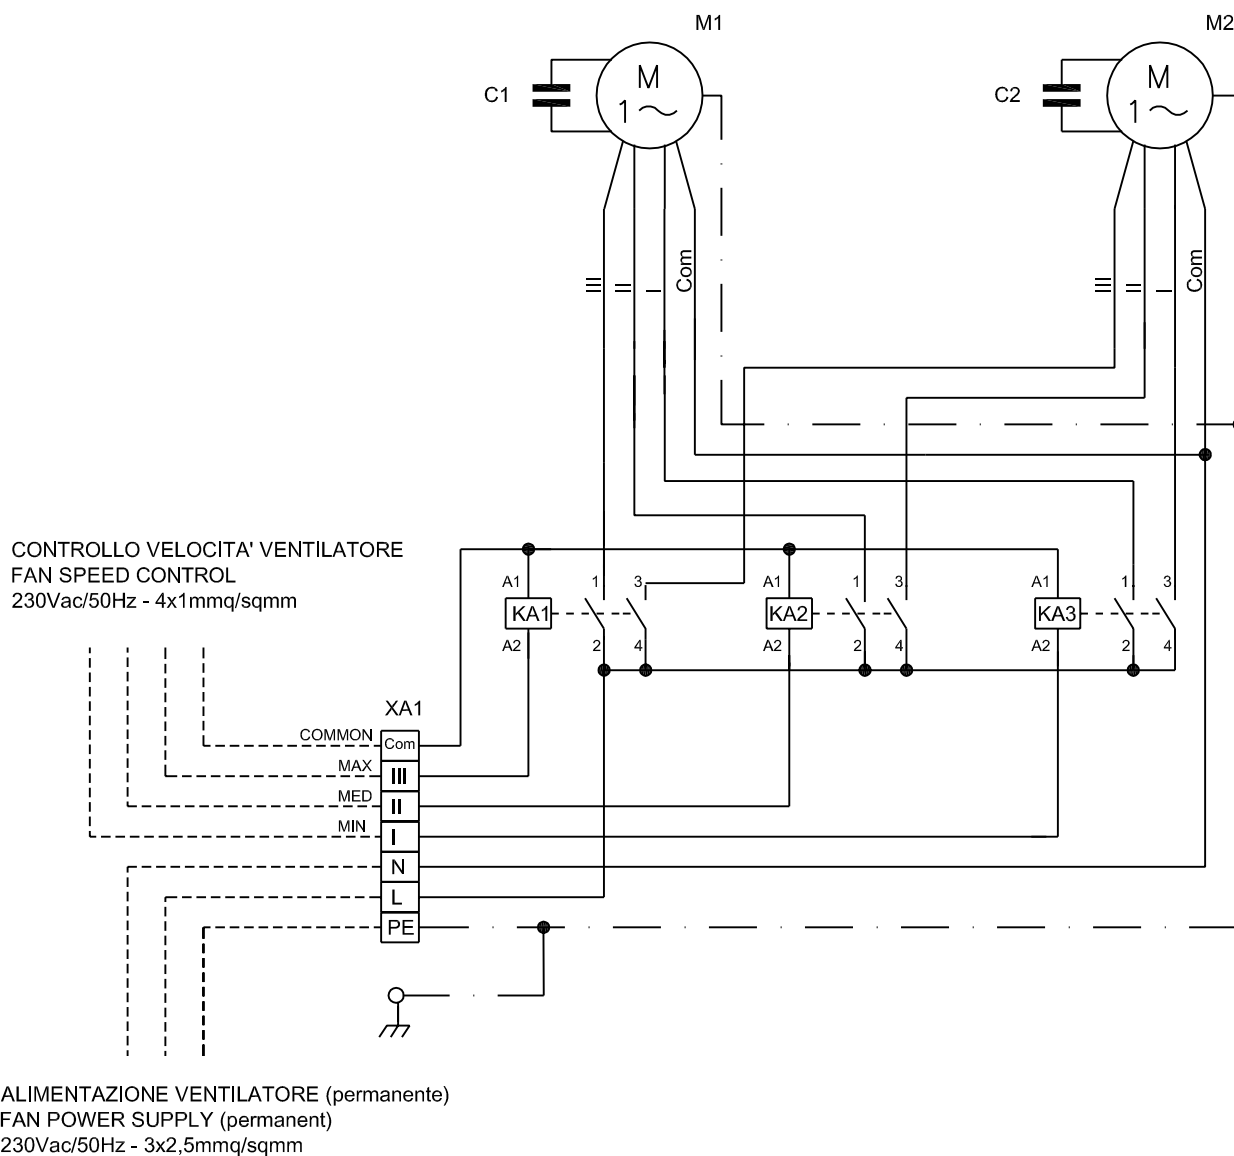 M1
M2
C1
M
1
C2
M
1
III
II
I
Com
III
II
I
Com
CONTROLLO VELOCITA' VENTILATORE
FAN SPEED CONTROL
230Vac/50Hz - 4x1mmq/sqmm
A1
1
3
A1
1
3
A1
1
3
KA1
KA2
KA3
A2
2
4
A2
2
4
A2
2
4
XA1
COMMON
Com
MAX
III
MED
II
MIN
I
N
L
PE
ALIMENTAZIONE VENTILATORE (permanente)
FAN POWER SUPPLY (permanent)
230Vac/50Hz - 3x2,5mmq/sqmm